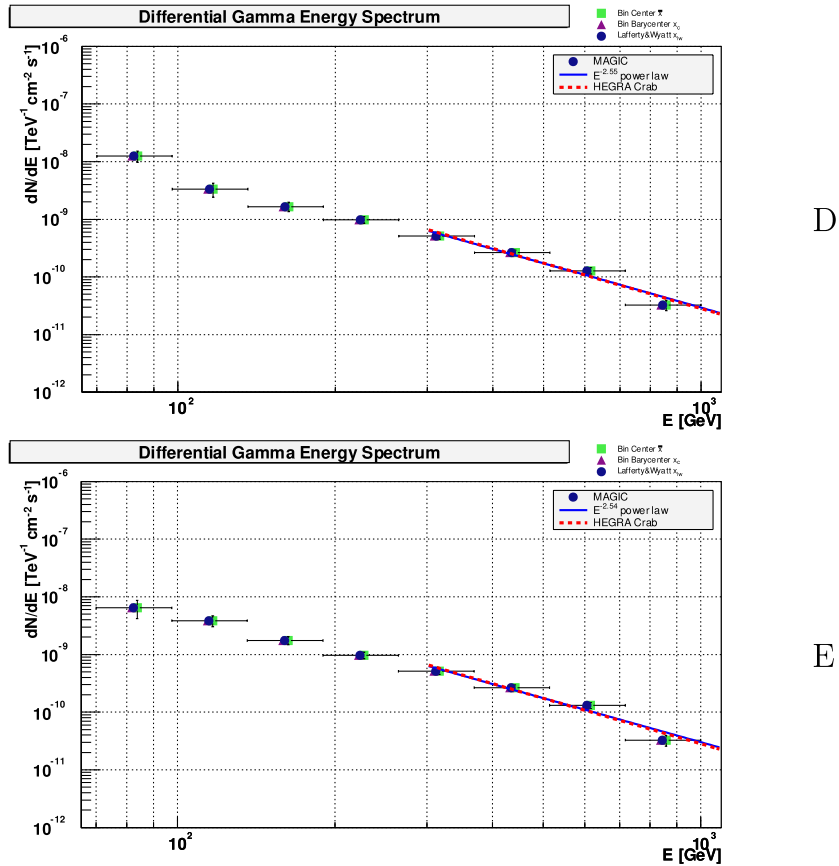 Differential Gamma Energy Spectrum
Bin Center x̅
Bin Barycenter x_c
Lafferty&Wyatt x_lw
MAGIC
E^-2.55 power law
HEGRA Crab
dN/dE [TeV^-1 cm^-2 s^-1]
10^-6
10^-7
10^-8
10^-9
10^-10
10^-11
10^-12
10^2
10^3
E [GeV]
D
Differential Gamma Energy Spectrum
Bin Center x̅
Bin Barycenter x_c
Lafferty&Wyatt x_lw
MAGIC
E^-2.54 power law
HEGRA Crab
dN/dE [TeV^-1 cm^-2 s^-1]
10^-6
10^-7
10^-8
10^-9
10^-10
10^-11
10^-12
10^2
10^3
E [GeV]
E